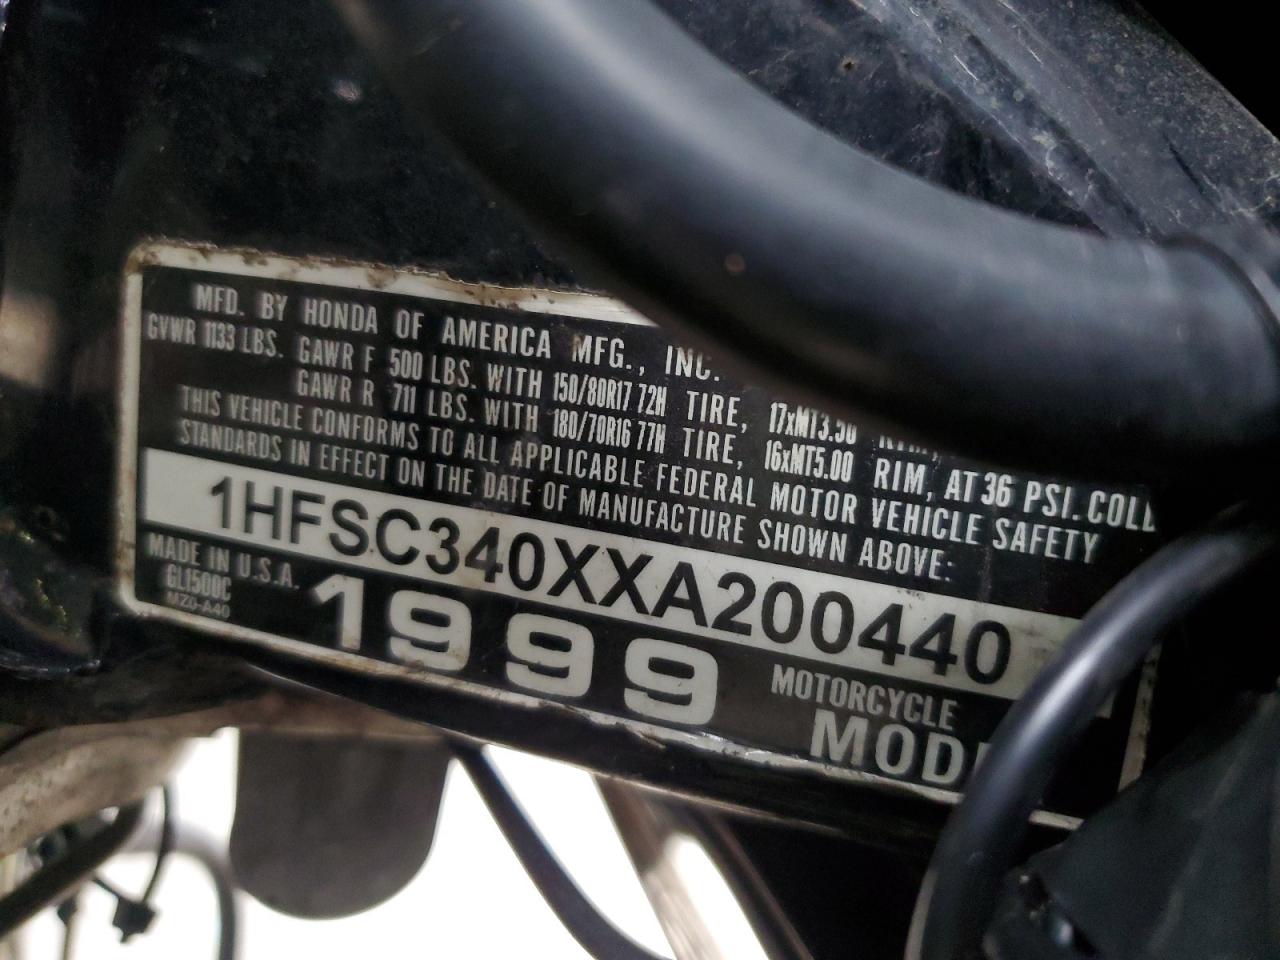 MFD. BY HONDA OF AMERICA MFG., INC.
GVWR 1133 LBS. GAWR F 500 LBS. WITH 150/80R17 72H TIRE, 17xMT3.50
GAWR R 711 LBS. WITH 180/70R16 77H TIRE, 16xMT5.00 RIM, AT 36 PSI. COLD
THIS VEHICLE CONFORMS TO ALL APPLICABLE FEDERAL MOTOR VEHICLE SAFETY
STANDARDS IN EFFECT ON THE DATE OF MANUFACTURE SHOWN ABOVE:
1HFSC340XXA200440
MADE IN U.S.A.
GL1500C
MZ0-A40
1999
MOTORCYCLE